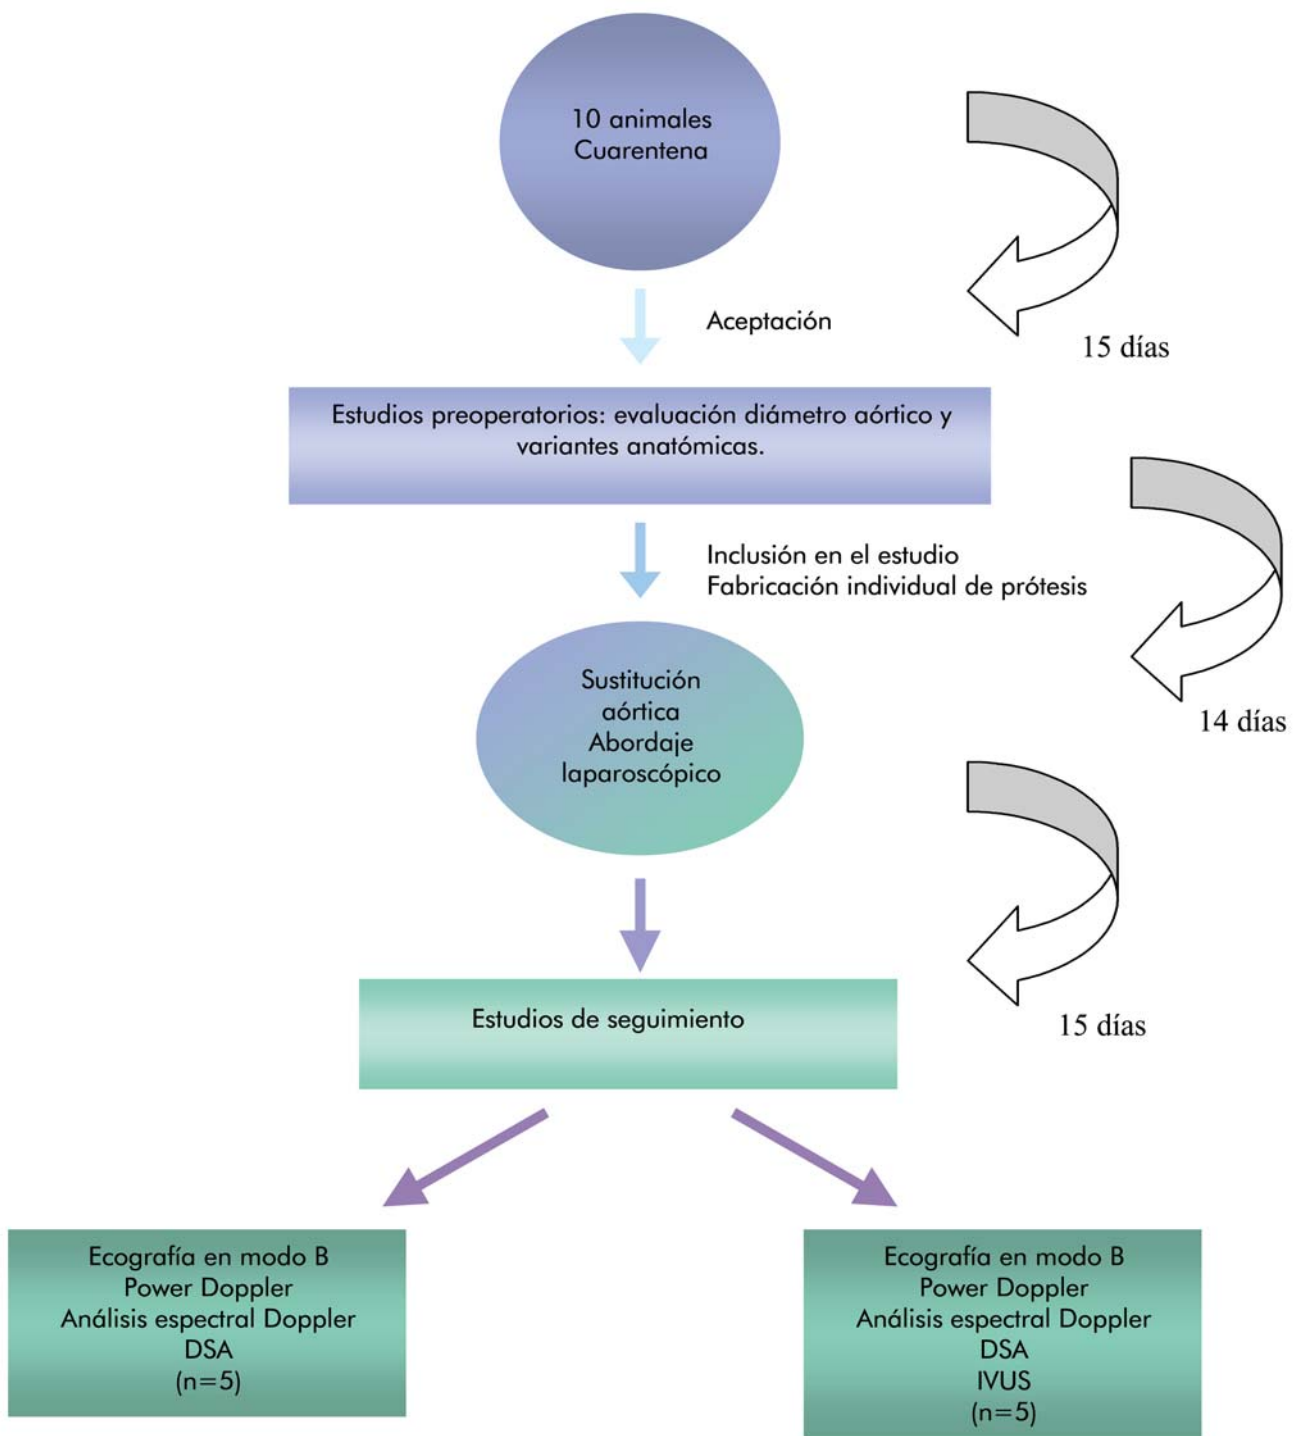 10 animales
Cuarentena
Aceptación
15 días
Estudios preoperatorios: evaluación diámetro aórtico y
variantes anatómicas.
Inclusión en el estudio
Fabricación individual de prótesis
14 días
Sustitución
aórtica
Abordaje
laparoscópico
15 días
Estudios de seguimiento
Ecografía en modo B
Power Doppler
Análisis espectral Doppler
DSA
(n=5)
Ecografía en modo B
Power Doppler
Análisis espectral Doppler
DSA
IVUS
(n=5)